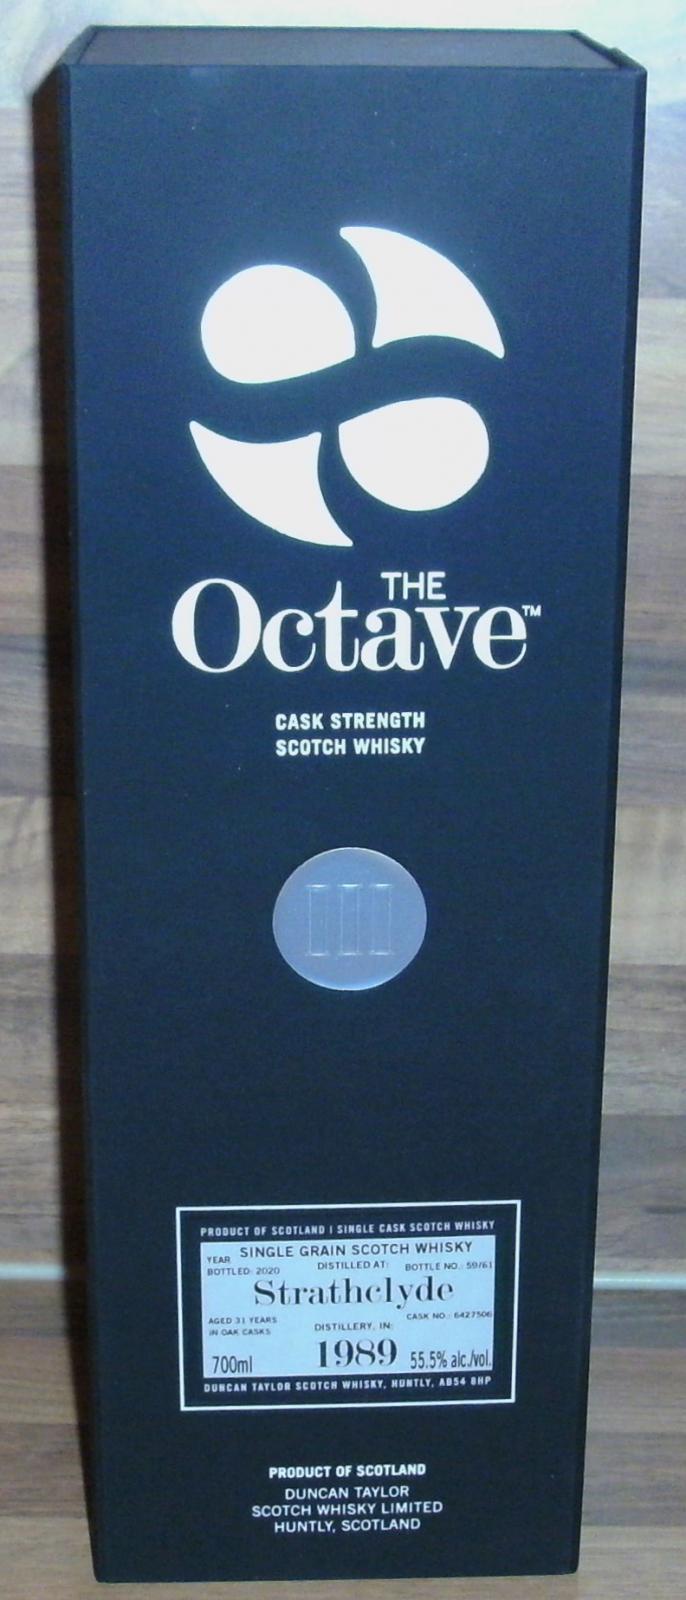 THE
Octave™
CASK STRENGTH
SCOTCH WHISKY
III
PRODUCT OF SCOTLAND | SINGLE CASK SCOTCH WHISKY
SINGLE GRAIN SCOTCH WHISKY
YEAR BOTTLED: 2020 DISTILLED AT: BOTTLE NO.: 59/61
Strathclyde
AGED 31 YEARS CASK NO.: 6427506
IN OAK CASKS DISTILLERY, IN:
700ml 1989 55.5% alc./vol.
DUNCAN TAYLOR SCOTCH WHISKY, HUNTLY, AB54 8HP
PRODUCT OF SCOTLAND
DUNCAN TAYLOR
SCOTCH WHISKY LIMITED
HUNTLY, SCOTLAND